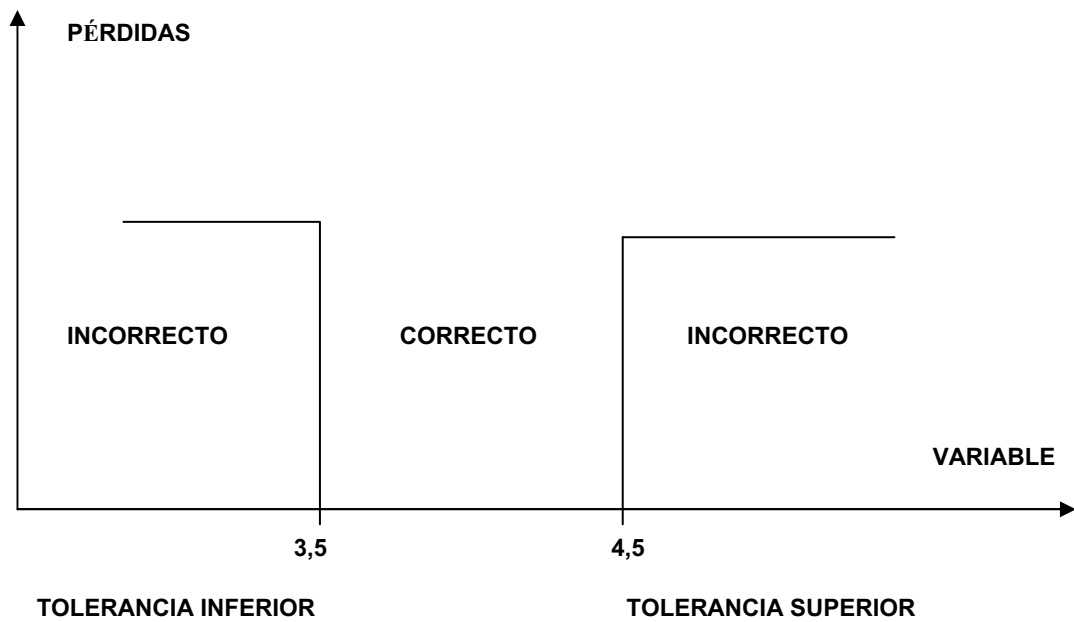 PÉRDIDAS
INCORRECTO CORRECTO INCORRECTO
VARIABLE
3,5 4,5
TOLERANCIA INFERIOR TOLERANCIA SUPERIOR